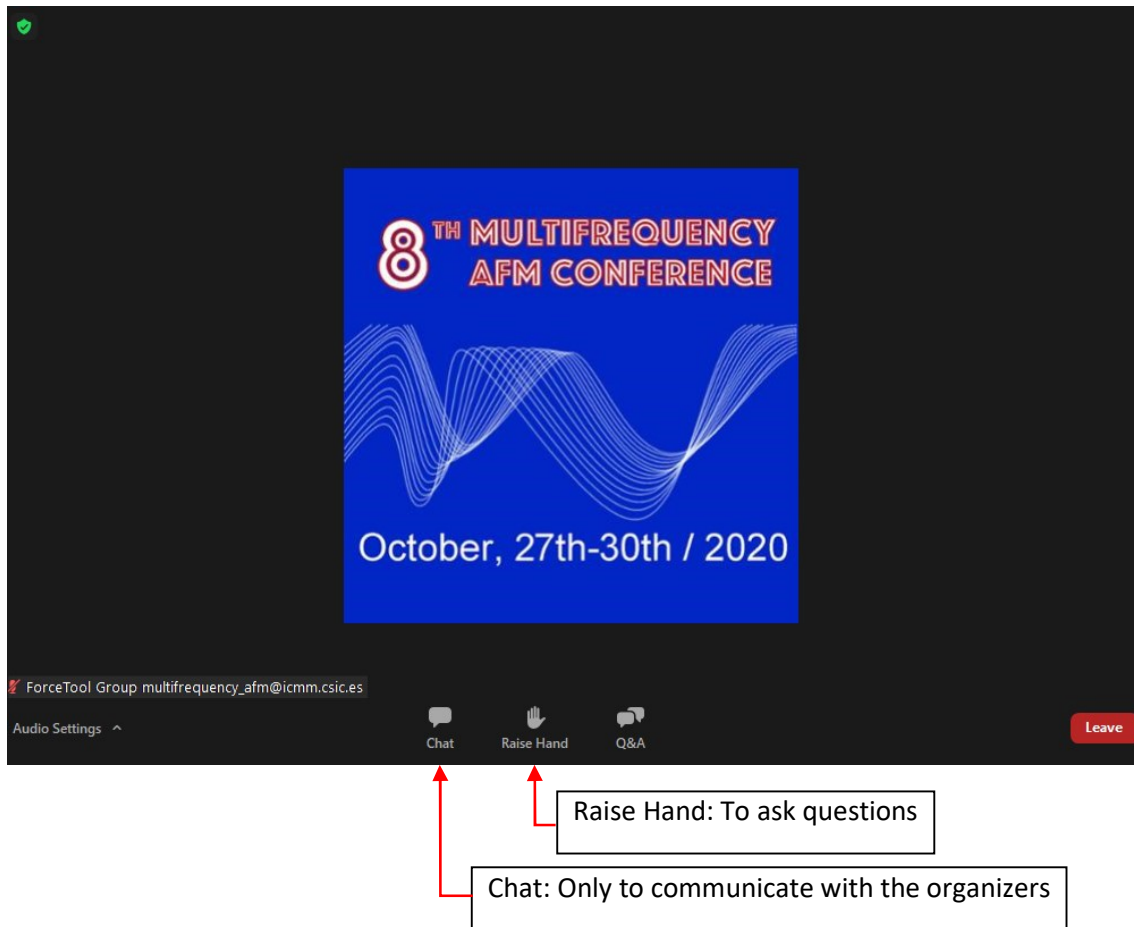 8TH MULTIFREQUENCY
AFM CONFERENCE
October, 27th-30th / 2020
ForceTool Group multifrequency_afm@icmm.csic.es
Audio Settings
Chat
Raise Hand
Q&A
Leave
Raise Hand: To ask questions
Chat: Only to communicate with the organizers